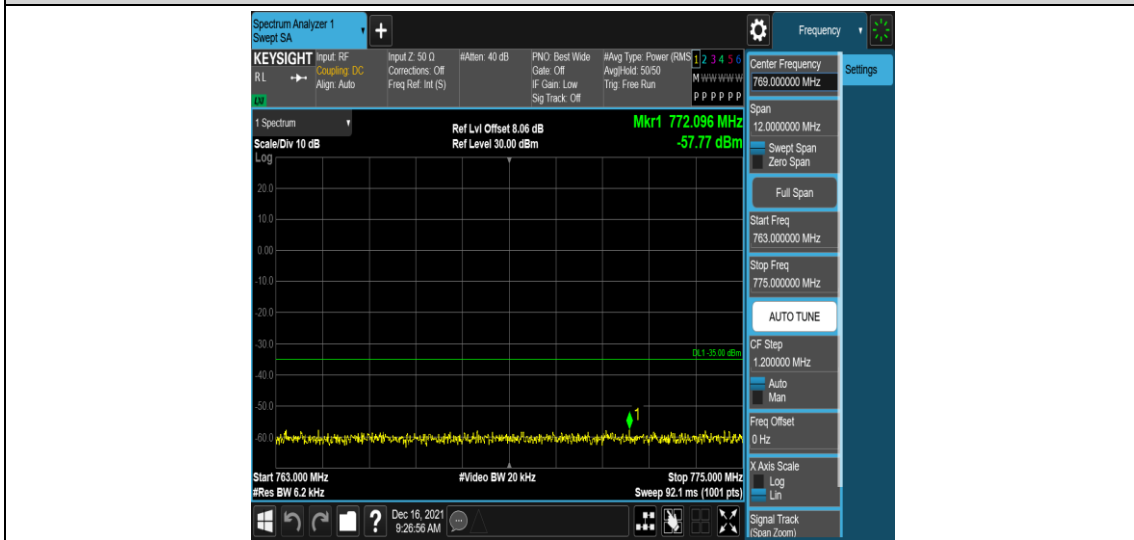 Spectrum Analyzer 1
Swept SA
+
Frequency
KEYSIGHT
RL
LXI
Input: RF
Coupling: DC
Align: Auto
Input Z: 50 Ω
Corrections: Off
Freq Ref: Int (S)
#Atten: 40 dB
PNO: Best Wide
Gate: Off
IF Gain: Low
Sig Track: Off
#Avg Type: Power (RMS
Avg|Hold: 50/50
Trig: Free Run
1 2 3 4 5 6
M W W W W W
P P P P P P
1 Spectrum
Scale/Div 10 dB
Ref Lvl Offset 8.06 dB
Ref Level 30.00 dBm
Mkr1 772.096 MHz
-57.77 dBm
Log
20.0
10.0
0.00
-10.0
-20.0
-30.0
-40.0
-50.0
-60.0
DL1 -35.00 dBm
1
Start 763.000 MHz
#Res BW 6.2 kHz
#Video BW 20 kHz
Stop 775.000 MHz
Sweep 92.1 ms (1001 pts)
Center Frequency
769.000000 MHz
Settings
Span
12.0000000 MHz
Swept Span
Zero Span
Full Span
Start Freq
763.000000 MHz
Stop Freq
775.000000 MHz
AUTO TUNE
CF Step
1.200000 MHz
Auto
Man
Freq Offset
0 Hz
X Axis Scale
Log
Lin
Signal Track
(Span Zoom)
?
Dec 16, 2021
9:26:56 AM